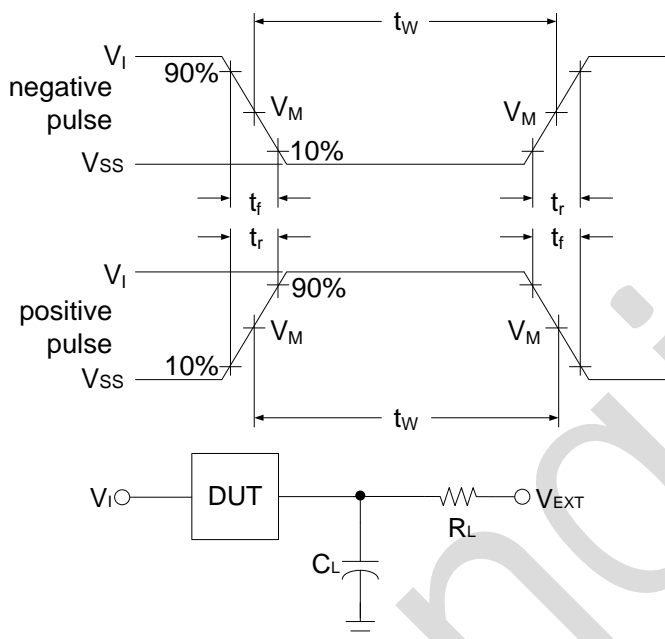 tW
VI
90%
negative
pulse
VM
VM
10%
VSS
tf
tr
tr
tf
VI
90%
positive
pulse
VM
VM
10%
VSS
tW
VI
DUT
VEXT
RL
CL